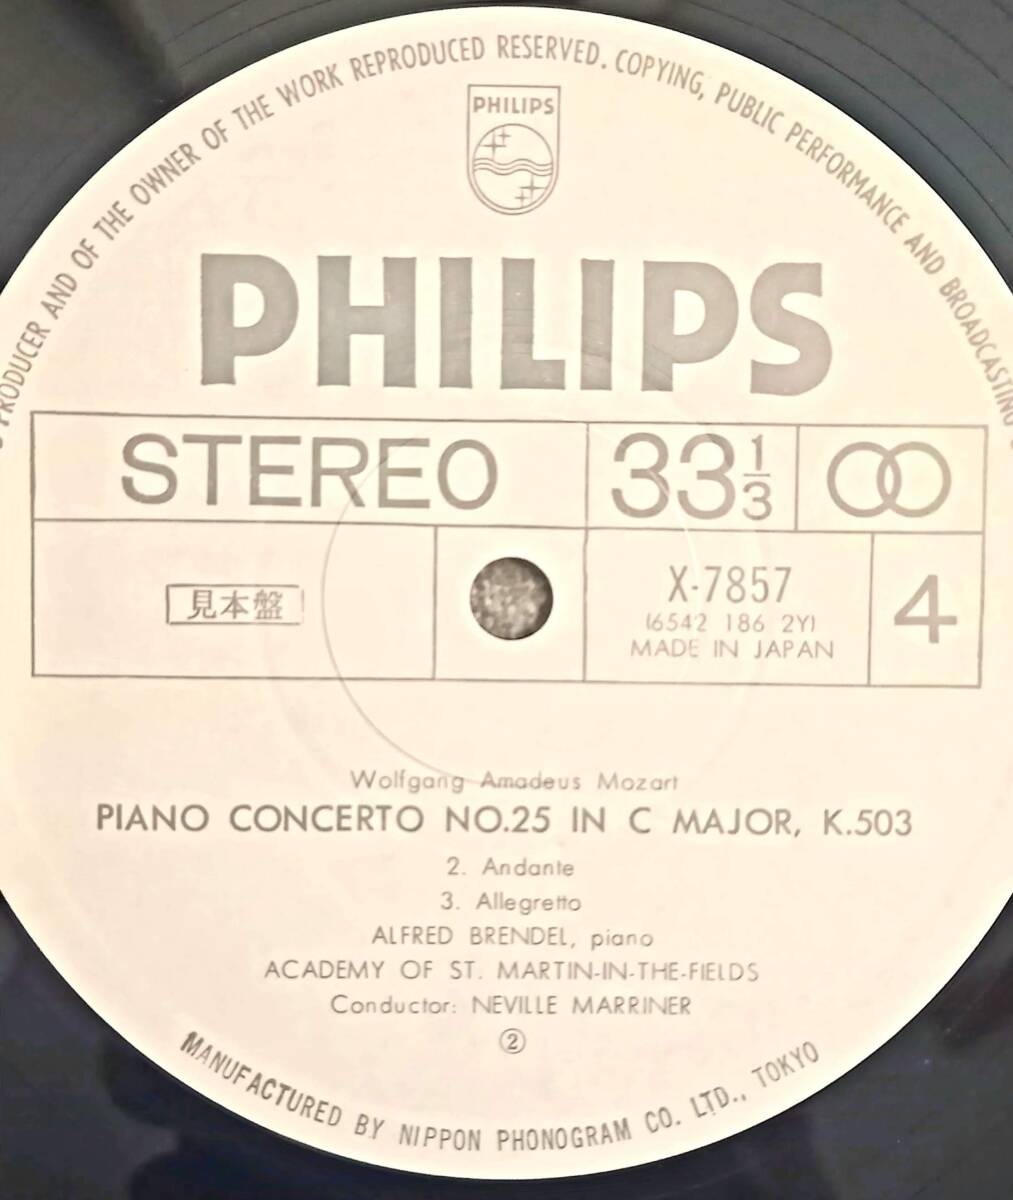 PRODUCER AND OF THE OWNER OF THE WORK REPRODUCED RESERVED. COPYING, PUBLIC PERFORMANCE AND BROADCASTING
PHILIPS
PHILIPS
STEREO 33 1/3
見本盤 X-7857 4
(6542 186 2Y)
MADE IN JAPAN
Wolfgang Amadeus Mozart
PIANO CONCERTO NO.25 IN C MAJOR, K.503
2. Andante
3. Allegretto
ALFRED BRENDEL, piano
ACADEMY OF ST. MARTIN-IN-THE-FIELDS
Conductor: NEVILLE MARRINER
②
MANUFACTURED BY NIPPON PHONOGRAM CO. LTD., TOKYO